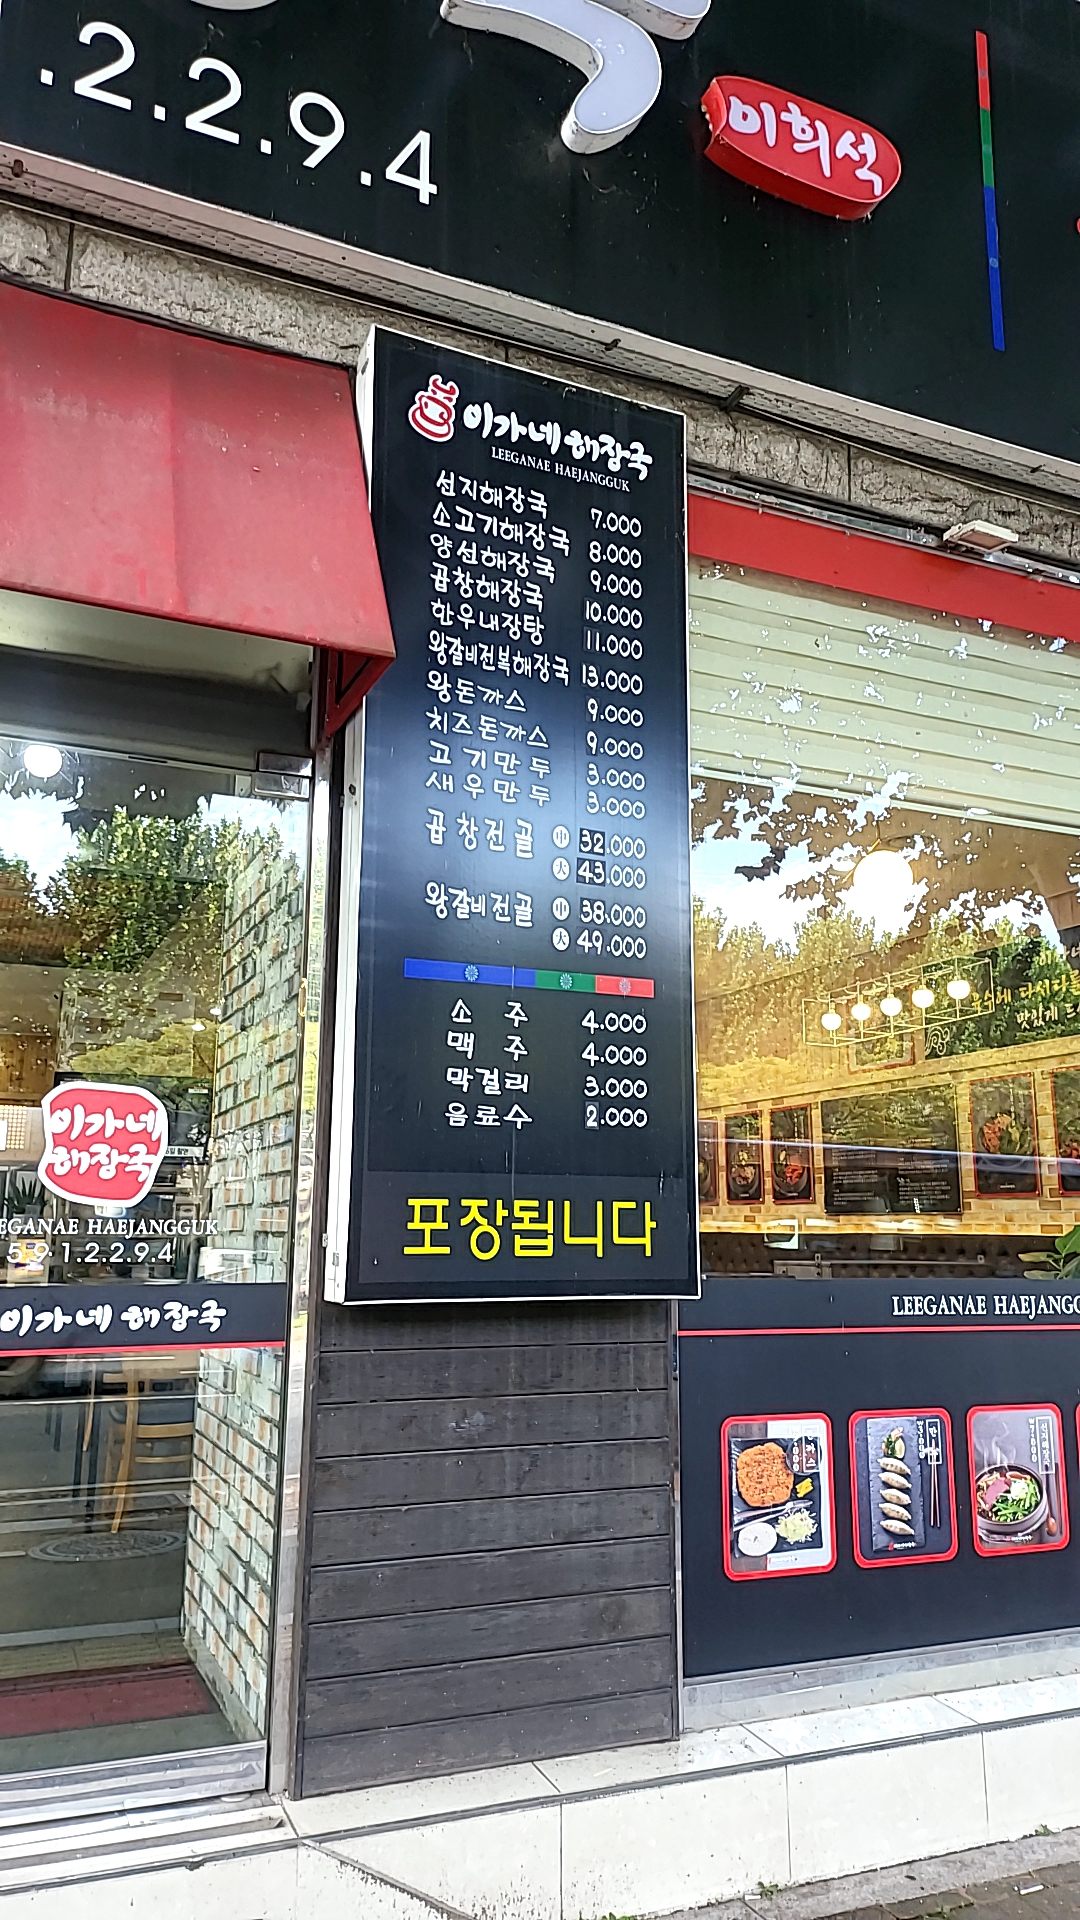 .2.2.9.4
이희석
이가네 해장국
LEEGANAE HAEJANGGUK
선지해장국 7.000
소고기해장국 8.000
양선해장국 9.000
곱창해장국 10.000
한우내장탕 11.000
왕갈비전복해장국 13.000
왕돈까스 9.000
치즈돈까스 9.000
고기만두 3.000
새우만두 3.000
곱창전골 中 32.000
大 43.000
왕갈비전골 中 38.000
大 49.000
소 주 4.000
맥 주 4.000
막걸리 3.000
음료수 2.000
포장됩니다
이가네
해장국
EGANAE HAEJANGGUK
5 9 1.2.2.9.4
이가네 해장국
맛있게
LEEGANAE HAEJANGG